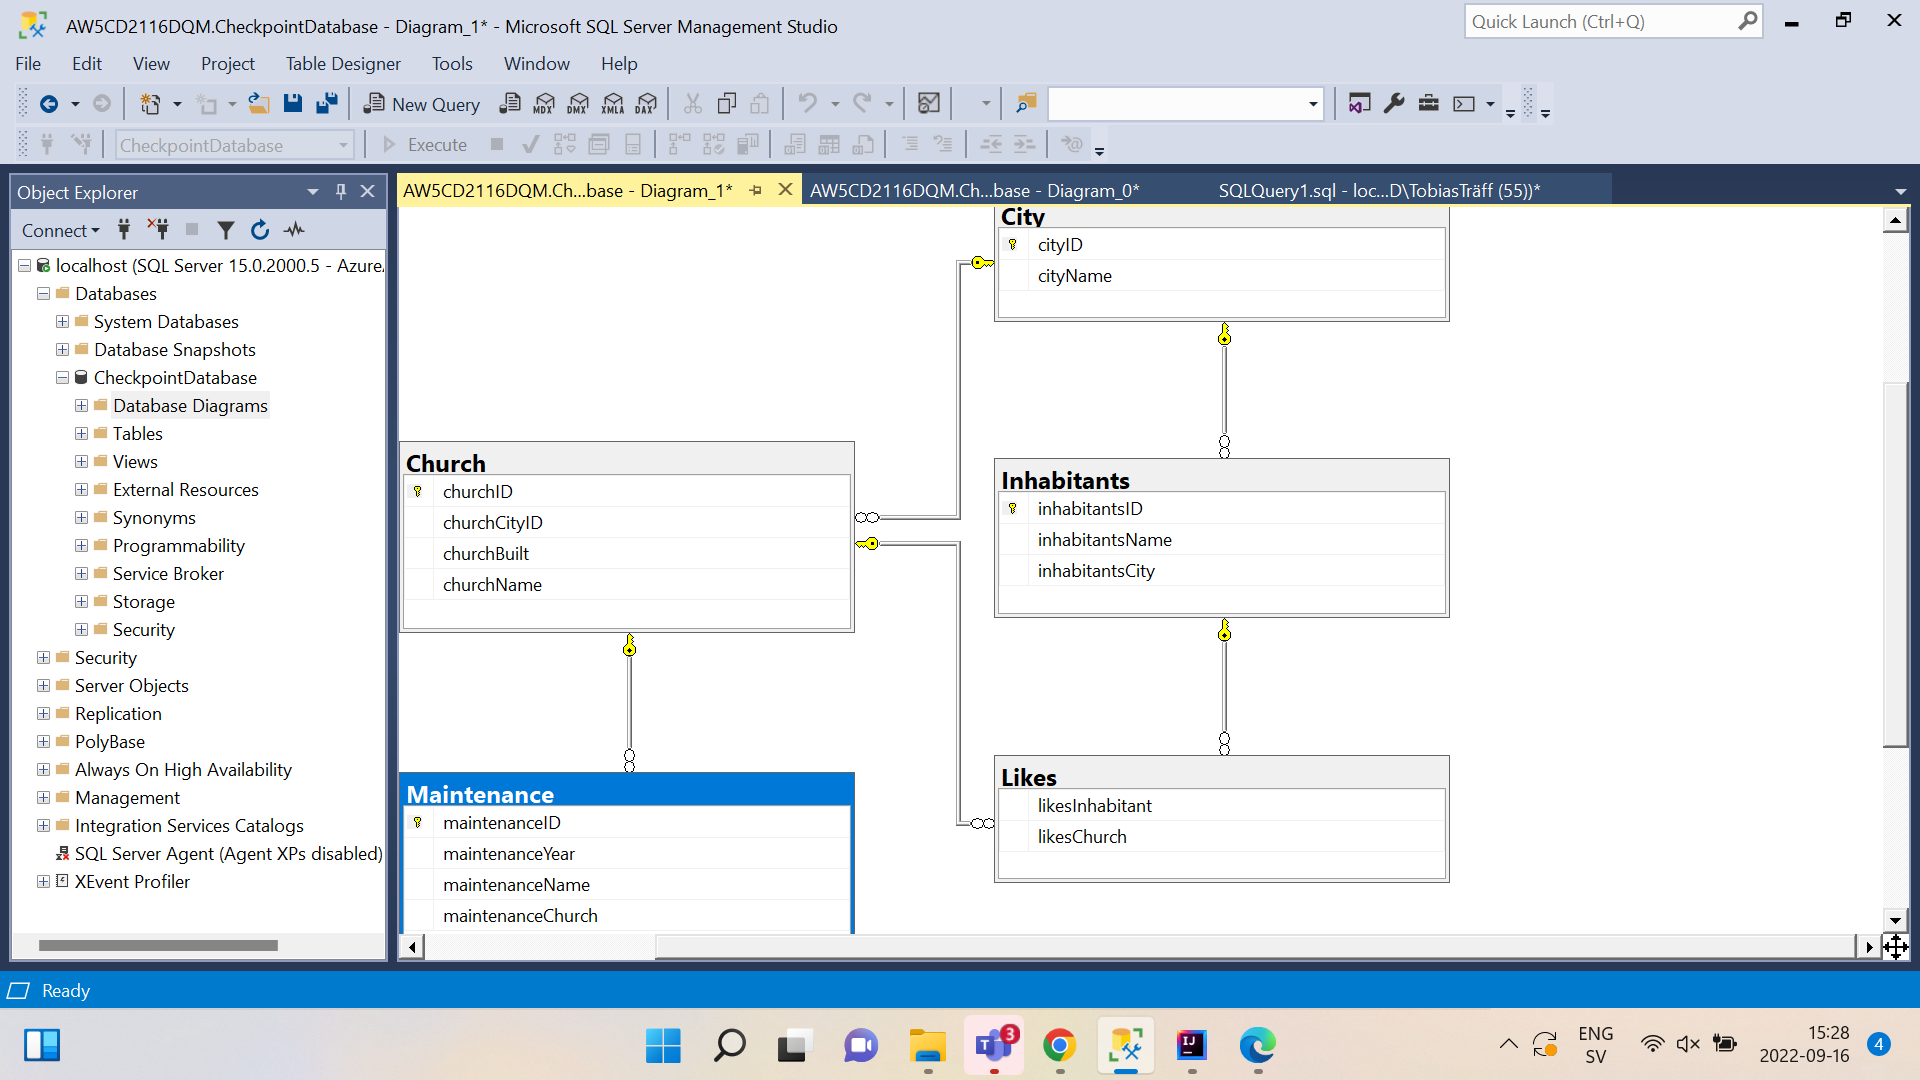 AW5CD2116DQM.CheckpointDatabase - Diagram_1* - Microsoft SQL Server Management Studio
Quick Launch (Ctrl+Q)
File Edit View Project Table Designer Tools Window Help
New Query MDX DMX XMLA DAX
CheckpointDatabase Execute
Object Explorer
AW5CD2116DQM.Ch...base - Diagram_1* AW5CD2116DQM.Ch...base - Diagram_0* SQLQuery1.sql - loc...D\TobiasTräff (55))*
Connect
localhost (SQL Server 15.0.2000.5 - Azure
Databases
System Databases
Database Snapshots
CheckpointDatabase
Database Diagrams
Tables
Views
External Resources
Synonyms
Programmability
Service Broker
Storage
Security
Security
Server Objects
Replication
PolyBase
Always On High Availability
Management
Integration Services Catalogs
SQL Server Agent (Agent XPs disabled)
XEvent Profiler
City
cityID
cityName
Church
churchID
churchCityID
churchBuilt
churchName
Inhabitants
inhabitantsID
inhabitantsName
inhabitantsCity
Maintenance
maintenanceID
maintenanceYear
maintenanceName
maintenanceChurch
Likes
likesInhabitant
likesChurch
Ready
T 3
IJ
ENG
SV
15:28
2022-09-16
4